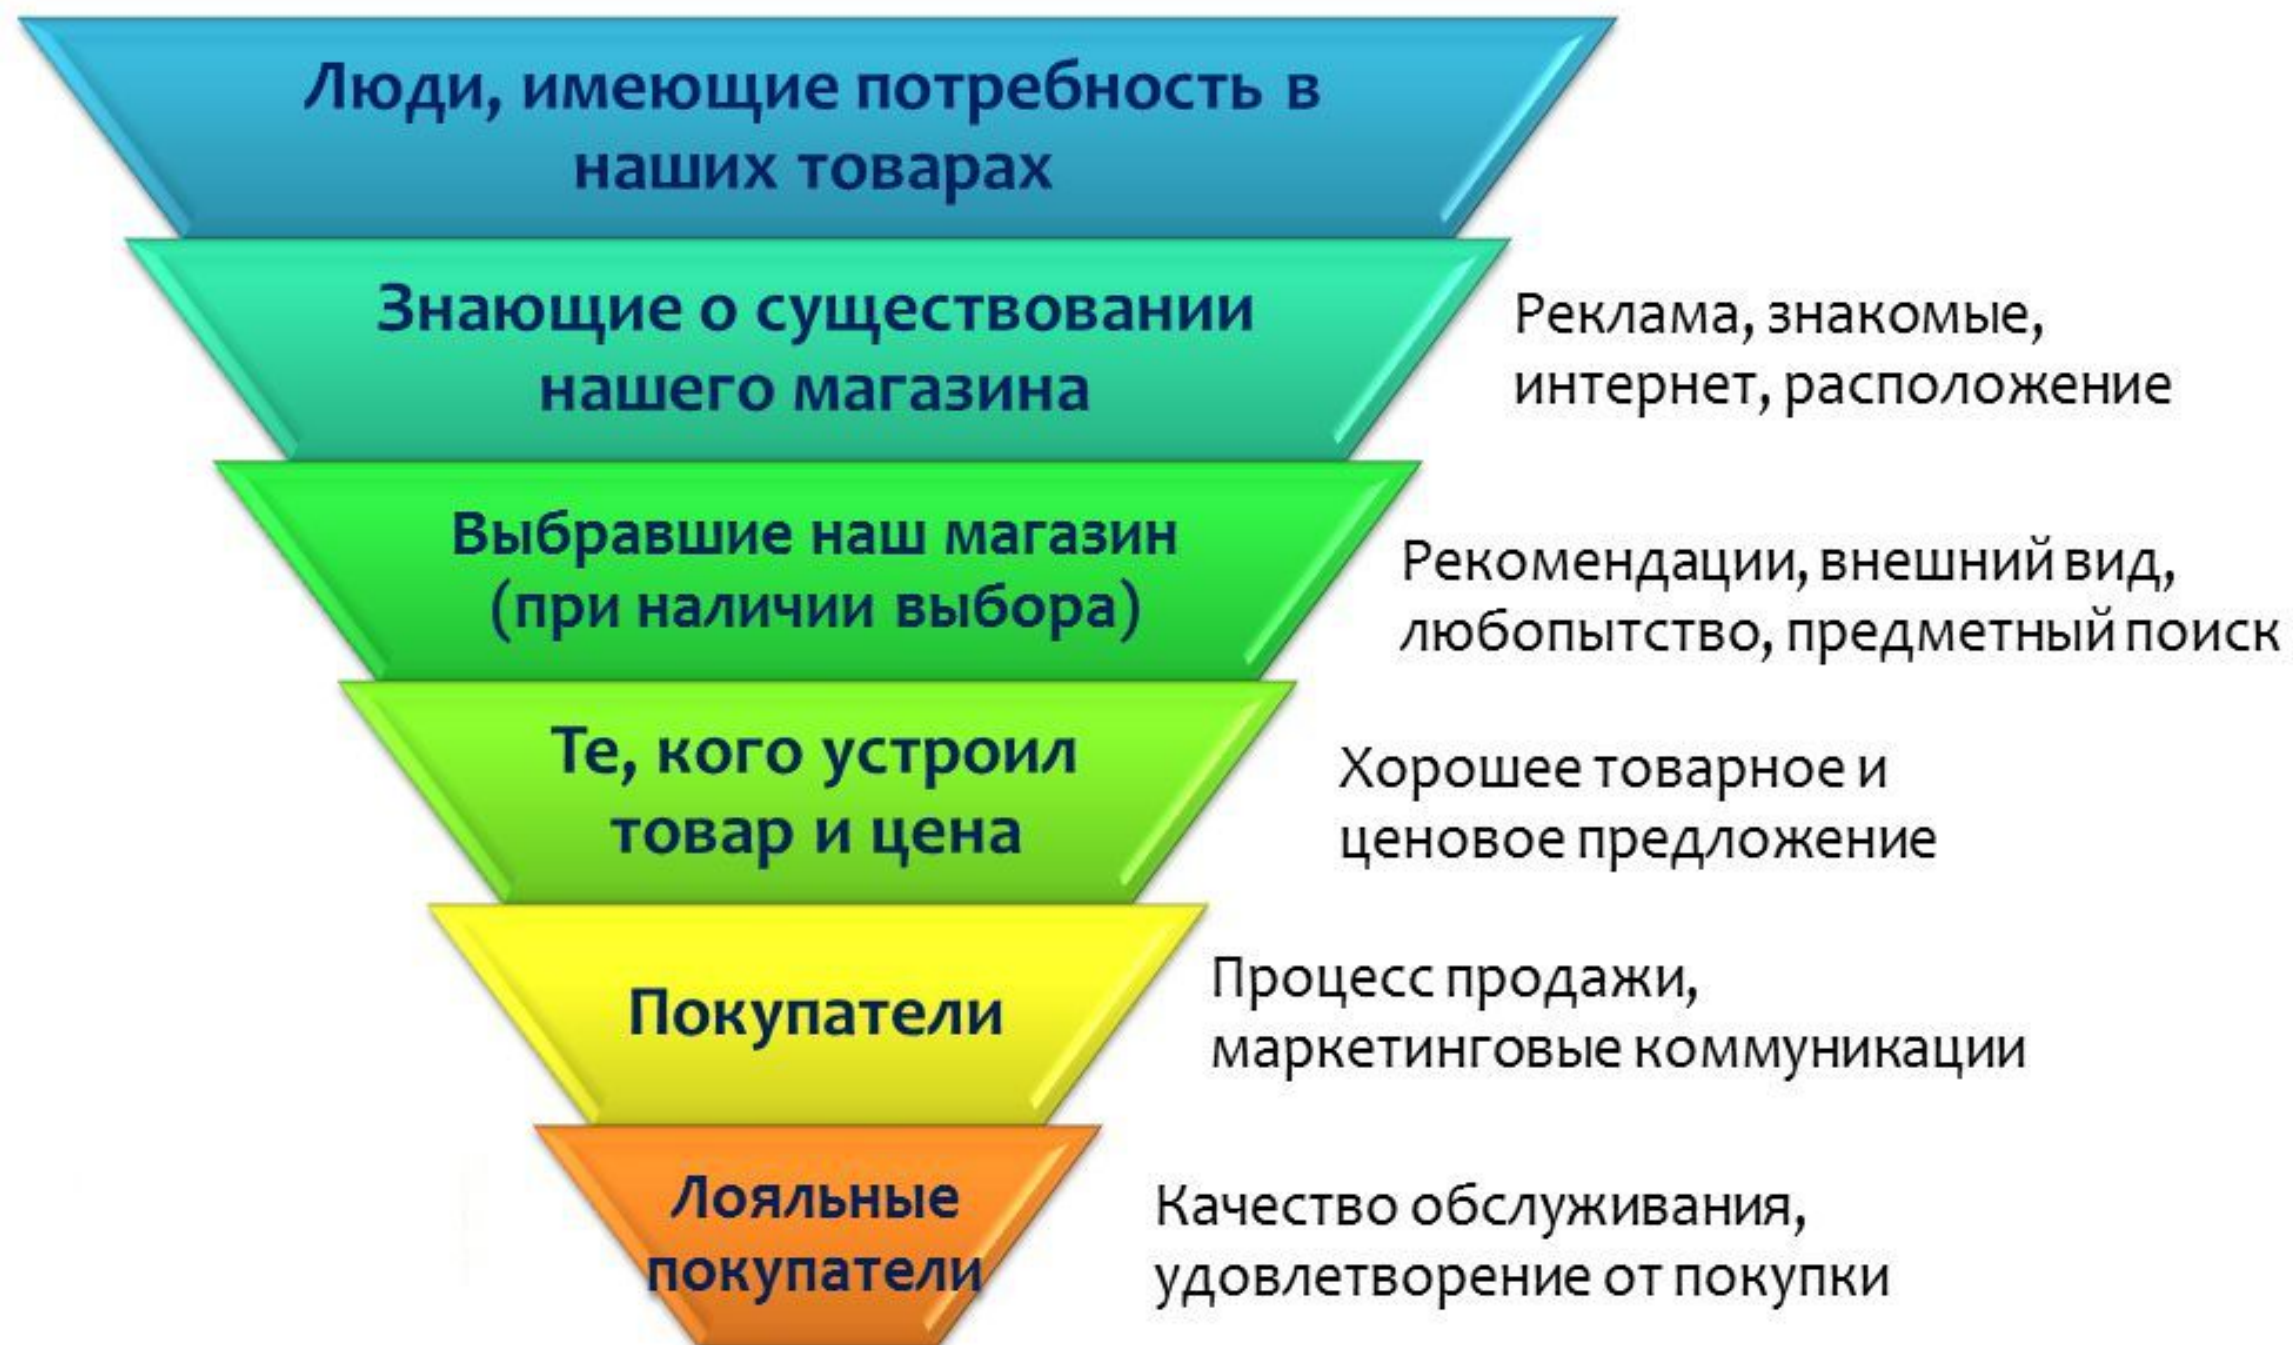 Люди, имеющие потребность в
наших товарах
Знающие о существовании
нашего магазина
Реклама, знакомые,
интернет, расположение
Выбравшие наш магазин
(при наличии выбора)
Рекомендации, внешний вид,
любопытство, предметный поиск
Те, кого устроил
товар и цена
Хорошее товарное и
ценовое предложение
Покупатели
Процесс продажи,
маркетинговые коммуникации
Лояльные
покупатели
Качество обслуживания,
удовлетворение от покупки